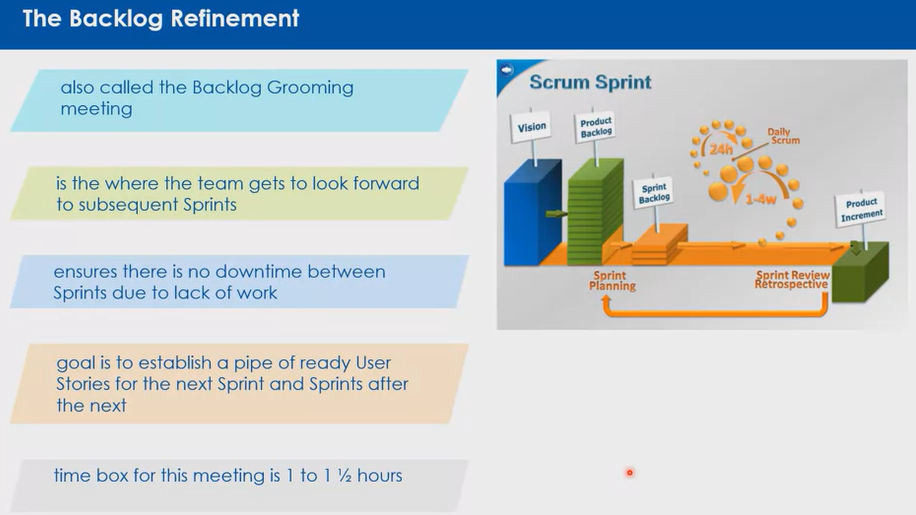 The Backlog Refinement
also called the Backlog Grooming
meeting
is the where the team gets to look forward
to subsequent Sprints
ensures there is no downtime between
Sprints due to lack of work
goal is to establish a pipe of ready User
Stories for the next Sprint and Sprints after
the next
time box for this meeting is 1 to 1 ½ hours
Scrum Sprint
Vision
Product
Backlog
Sprint
Backlog
24h
Daily
Scrum
1-4w
Product
Increment
Sprint
Planning
Sprint Review
Retrospective